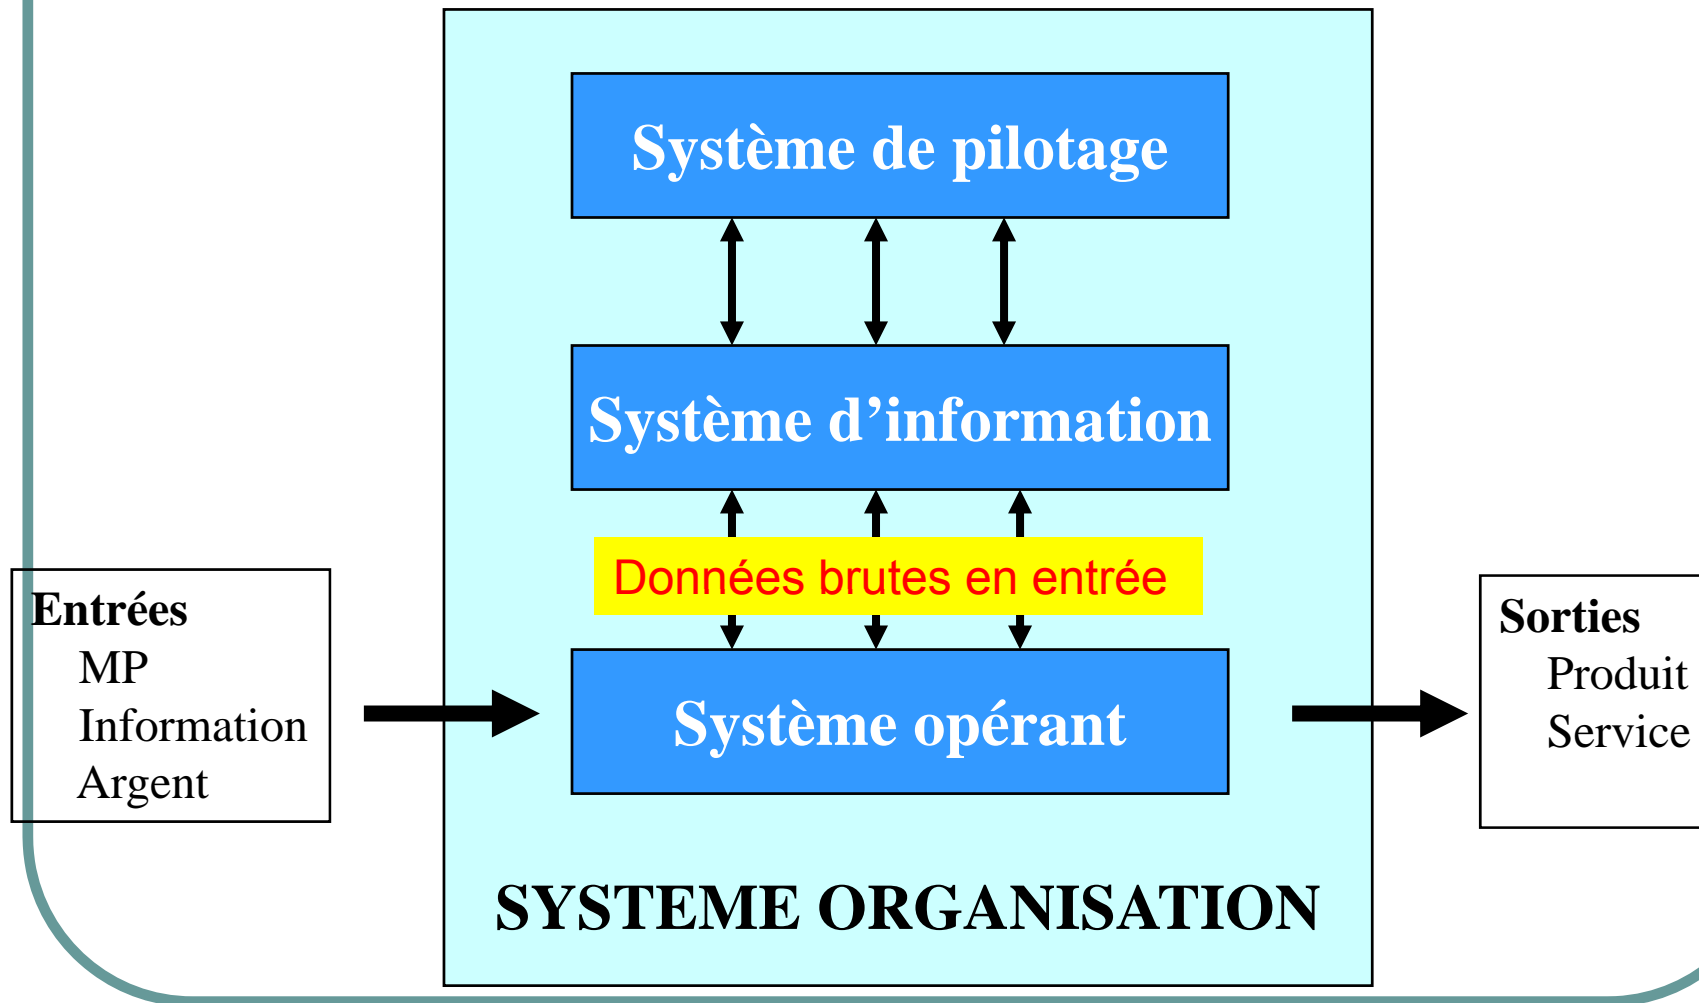 Système de pilotage
Système d’information
Données brutes en entrée
Entrées
MP
Information
Argent
Système opérant
Sorties
Produit
Service
SYSTEME ORGANISATION